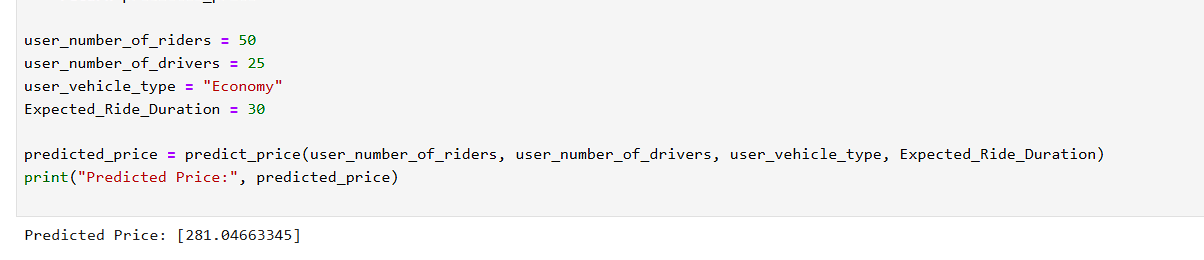 user_number_of_riders = 50
user_number_of_drivers = 25
user_vehicle_type = "Economy"
Expected_Ride_Duration = 30
predicted_price = predict_price(user_number_of_riders, user_number_of_drivers, user_vehicle_type, Expected_Ride_Duration)
print("Predicted Price:", predicted_price)
Predicted Price: [281.04663345]